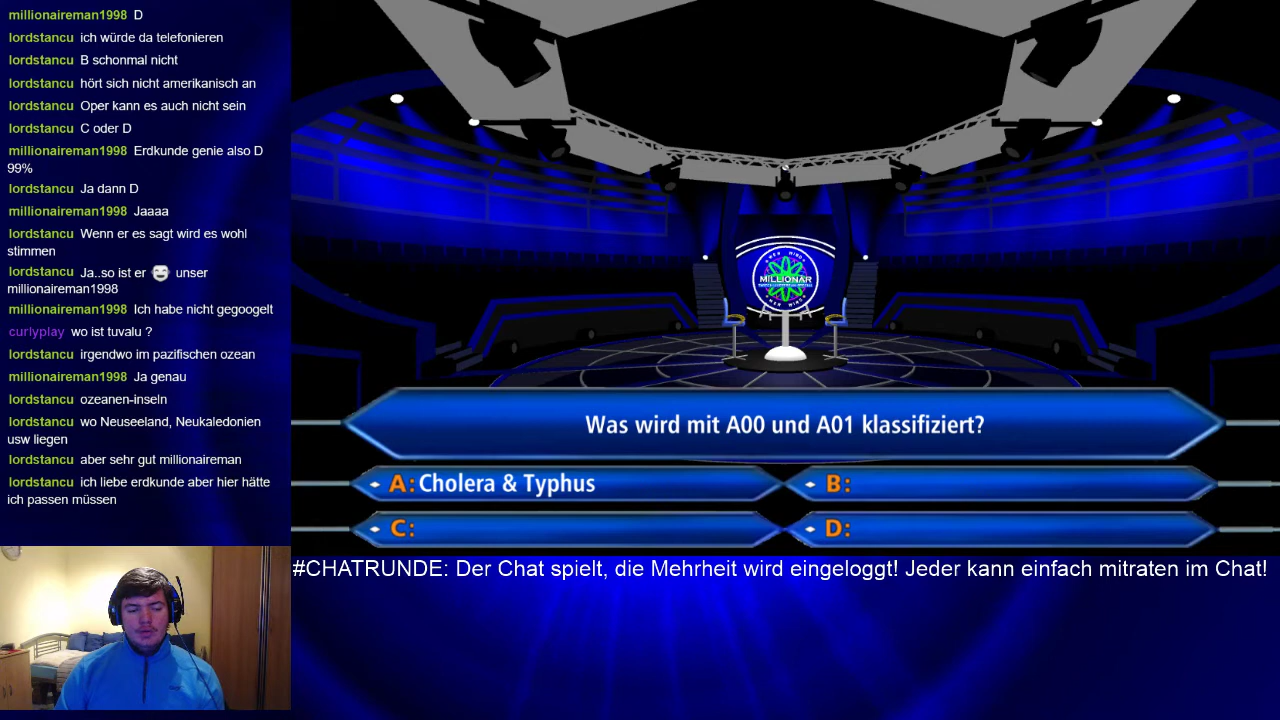 millionaireman1998 D
lordstancu ich würde da telefonieren
lordstancu B schonmal nicht
lordstancu hört sich nicht amerikanisch an
lordstancu Oper kann es auch nicht sein
lordstancu C oder D
millionaireman1998 Erdkunde genie also D
99%
lordstancu Ja dann D
millionaireman1998 Jaaaa
lordstancu Wenn er es sagt wird es wohl
stimmen
lordstancu Ja..so ist er unser
millionaireman1998
millionaireman1998 Ich habe nicht gegoogelt
curlyplay wo ist tuvalu ?
lordstancu irgendwo im pazifischen ozean
millionaireman1998 Ja genau
lordstancu ozeanen-inseln
lordstancu wo Neuseeland, Neukaledonien
usw liegen
lordstancu aber sehr gut millionaireman
lordstancu ich liebe erdkunde aber hier hätte
ich passen müssen
WER WIRD
MILLIONÄR
Was wird mit A00 und A01 klassifiziert?
A: Cholera & Typhus
B:
C:
D:
#CHATRUNDE: Der Chat spielt, die Mehrheit wird eingeloggt! Jeder kann einfach mitraten im Chat!